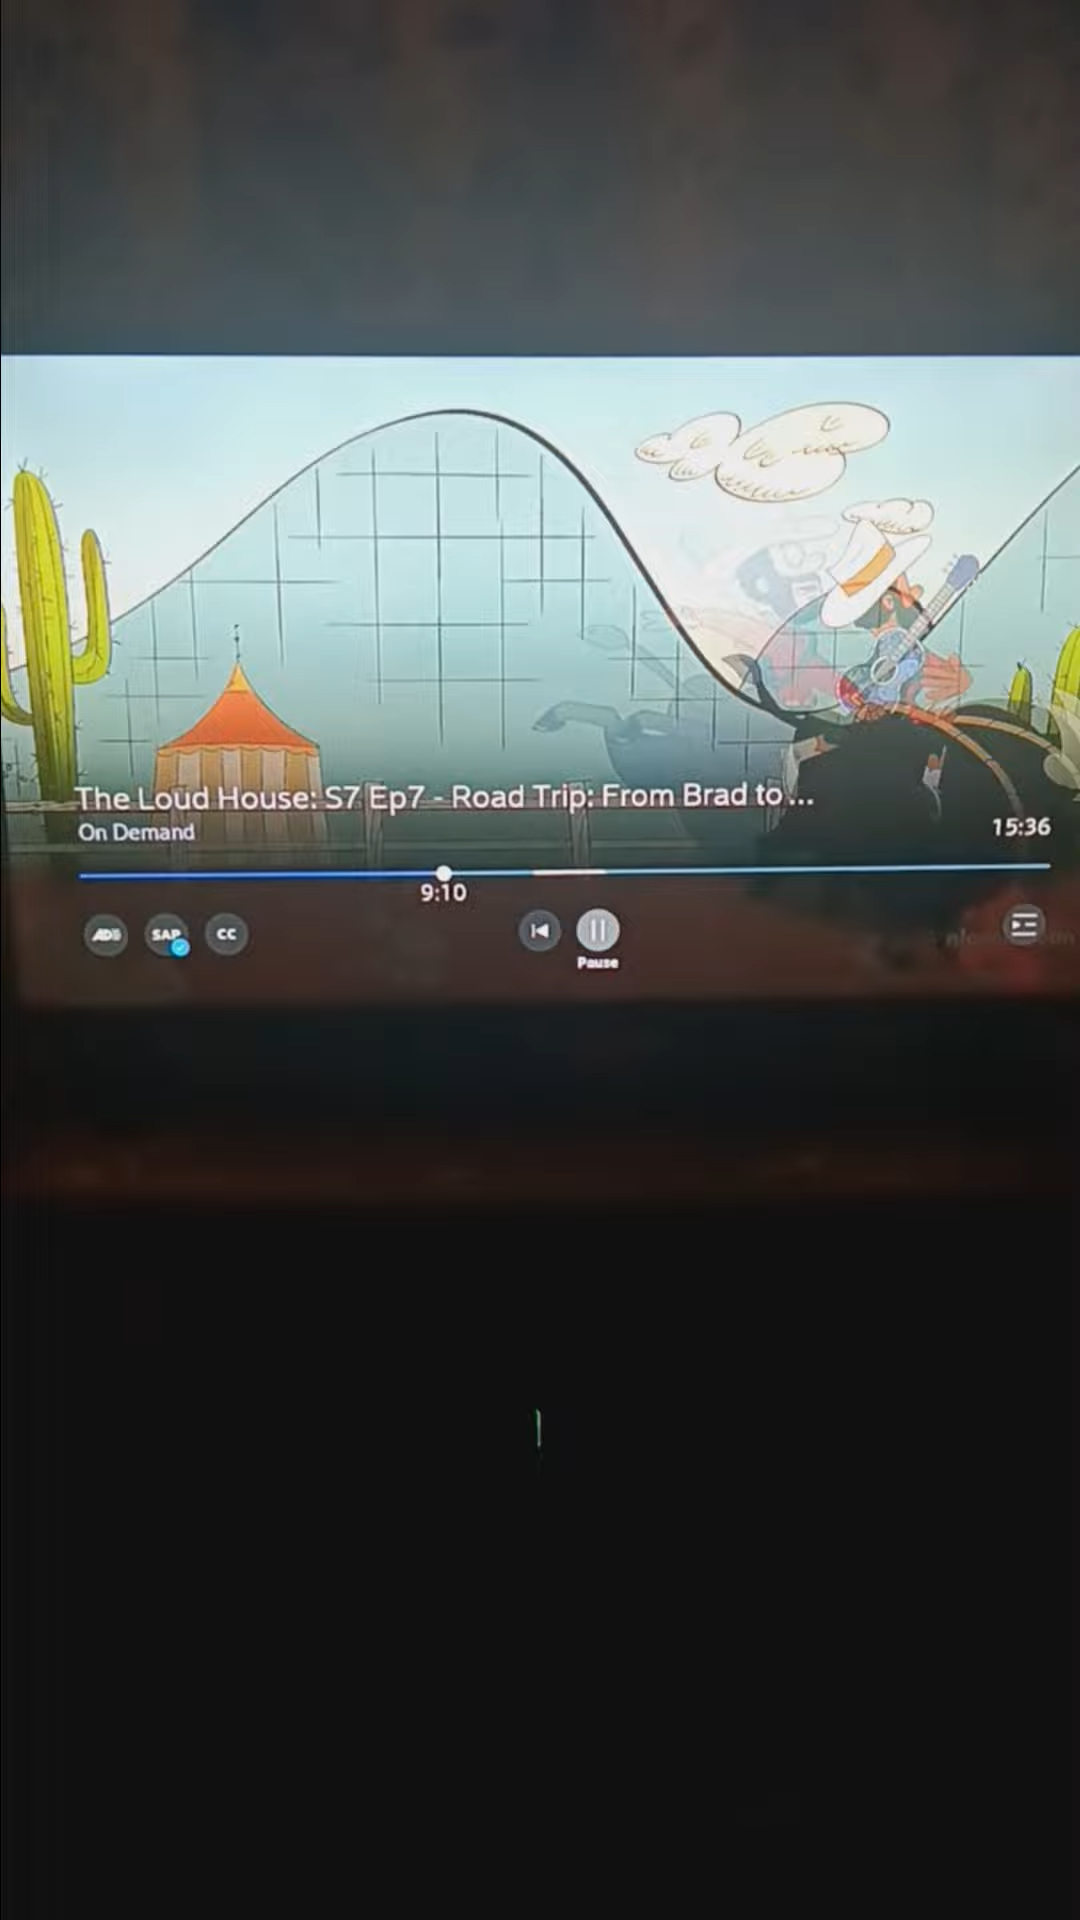 The Loud House: S7 Ep7 - Road Trip: From Brad to ...
On Demand
15:36
9:10
AD
SAP
CC
Pause